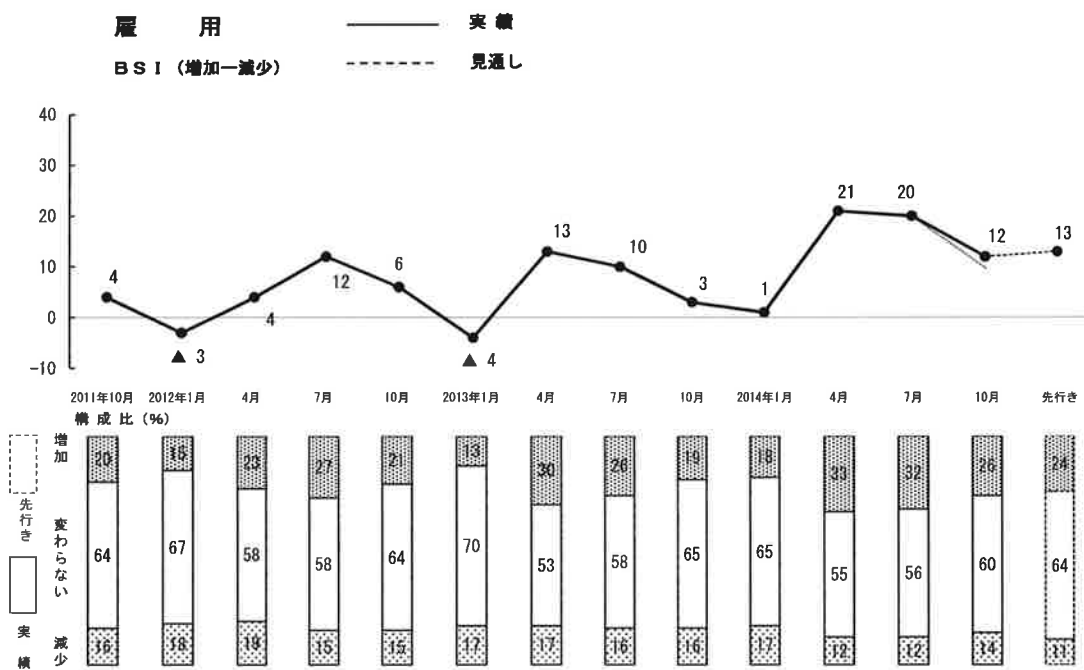 雇用
実績
BSI（増加ー減少）
見通し
40
30
20
10
0
-10
4
▲ 3
4
12
6
▲ 4
13
10
3
1
21
20
12
13
2011年10月 2012年1月 4月 7月 10月 2013年1月 4月 7月 10月 2014年1月 4月 7月 10月 先行き
構成比（%）
増加
20 15 23 27 21 13 30 26 19 18 33 32 26 24
変わらない
64 67 58 58 64 70 53 58 65 65 55 56 60 64
減少
16 18 19 15 15 17 17 16 16 17 12 12 14 11
先行き
実績